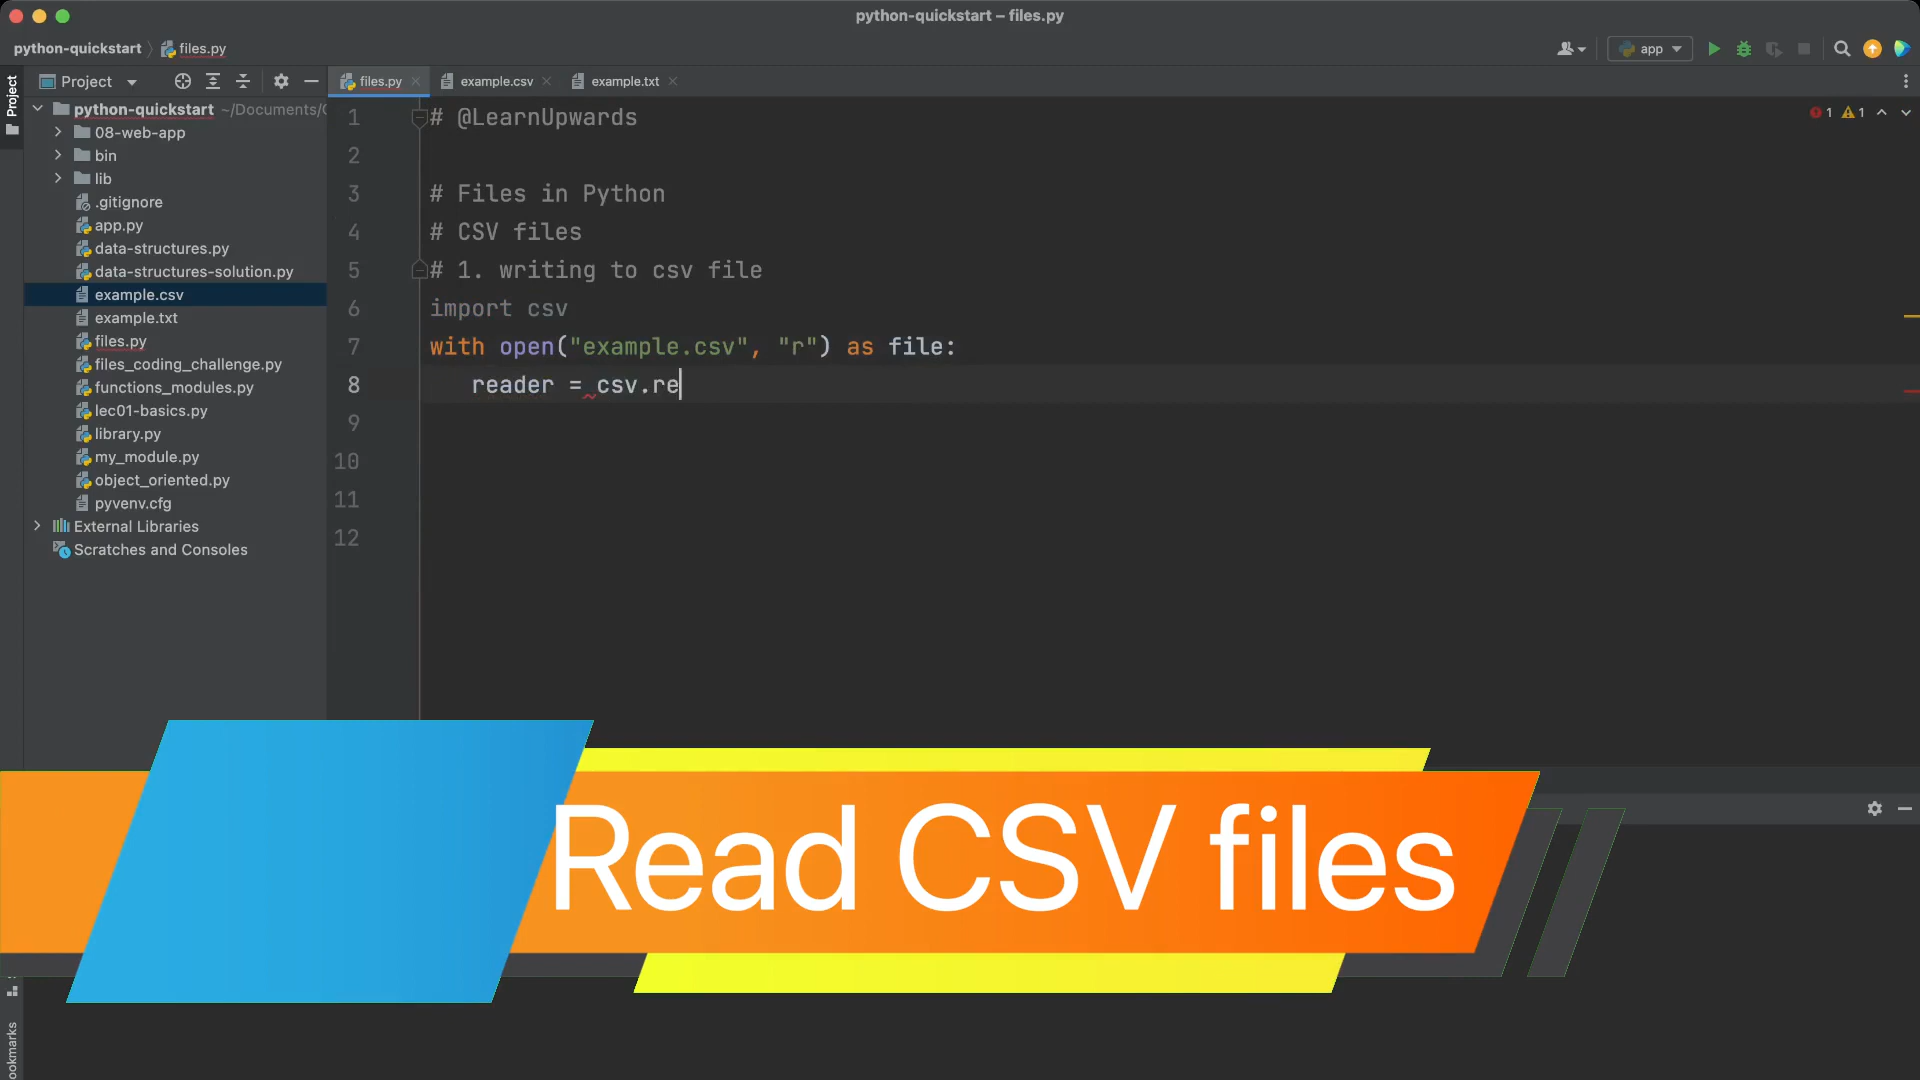 python-quickstart – files.py
python-quickstart files.py
app
Project
Project
files.py
example.csv
example.txt
python-quickstart ~/Documents/
08-web-app
bin
lib
.gitignore
app.py
data-structures.py
data-structures-solution.py
example.csv
example.txt
files.py
files_coding_challenge.py
functions_modules.py
lec01-basics.py
library.py
my_module.py
object_oriented.py
pyvenv.cfg
External Libraries
Scratches and Consoles
1 # @LearnUpwards
2
3 # Files in Python
4 # CSV files
5 # 1. writing to csv file
6 import csv
7 with open("example.csv", "r") as file:
8 reader = csv.re
9
10
11
12
1 1
Read CSV files
ookmarks